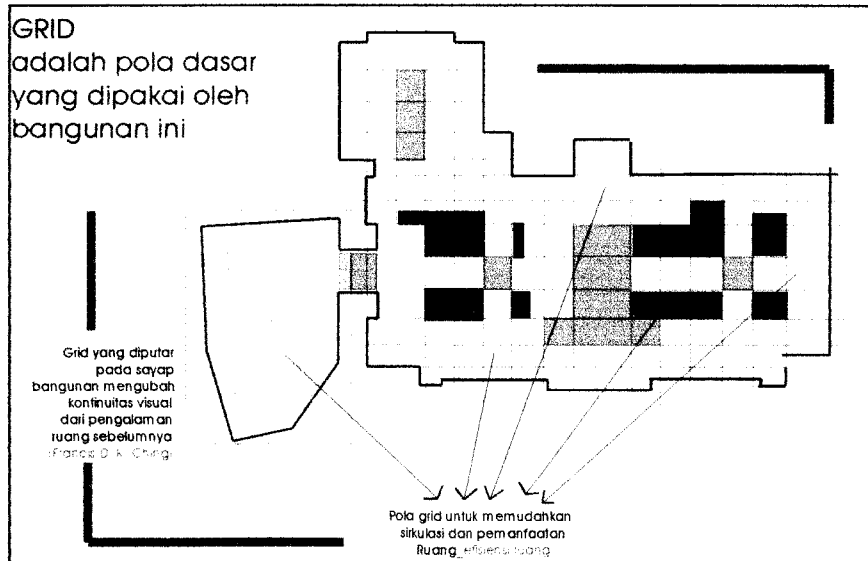 GRID
adalah pola dasar
yang dipakai oleh
bangunan ini
Grid yang diputar
pada sayap
bangunan mengubah
kontinuitas visual
dari pengalaman
ruang sebelumnya
(Francis D. K. Ching)
Pola grid untuk memudahkan
sirkulasi dan pemanfaatan
Ruang_efisiensi ruang